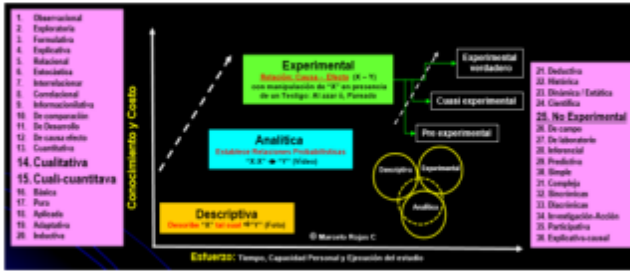 1. Observacional
2. Exploratoria
3. Formulativa
4. Explicativa
5. Relacional
6. Estocástica
7. Interrelacionar
8. Correlacional
9. Informacionilativa
10. De comparación
11. De Desarrollo
12. De causa efecto
13. Cuantitativa
14. Cualitativa
15. Cuali-cuantitava
16. Básica
17. Pura
18. Aplicada
19. Adaptativa
20. Inductiva
Conocimiento y Costo
Experimental
Relación: Causa – Efecto (X – Y)
con manipulación de "X" en presencia
de un Testigo: Al azar ó, Pareado
Analítica
Establece Relaciones Probabilísticas
"X-X" "Y" (Video)
Descriptiva
Describe "X" tal cual "Y" (Foto)
Experimental
verdadero
Cuasi experimental
Pre experimental
Descriptiva
Experimental
Analítica
© Marcelo Rojas C
Esfuerzo: Tiempo, Capacidad Personal y Ejecución del estudio
21. Deductiva
22. Histórica
23. Dinámica / Estática
24. Científica
25. No Experimental
26. De campo
27. De laboratorio
28. Inferencial
29. Predictiva
30. Simple
31. Compleja
32. Sincrónicas
33. Diacrónicas
34. Investigación-Acción
35. Participativa
36. Explicativo-causal